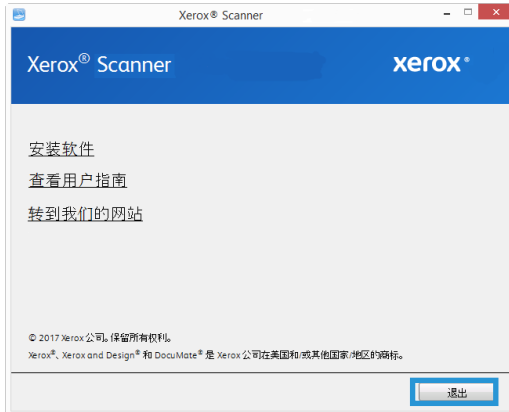 Xerox® Scanner
Xerox® Scanner
xerox®
安装软件
查看用户指南
转到我们的网站
© 2017 Xerox 公司。保留所有权利。
Xerox®、Xerox and Design® 和 DocuMate® 是 Xerox 公司在美国和/或其他国家/地区的商标。
退出